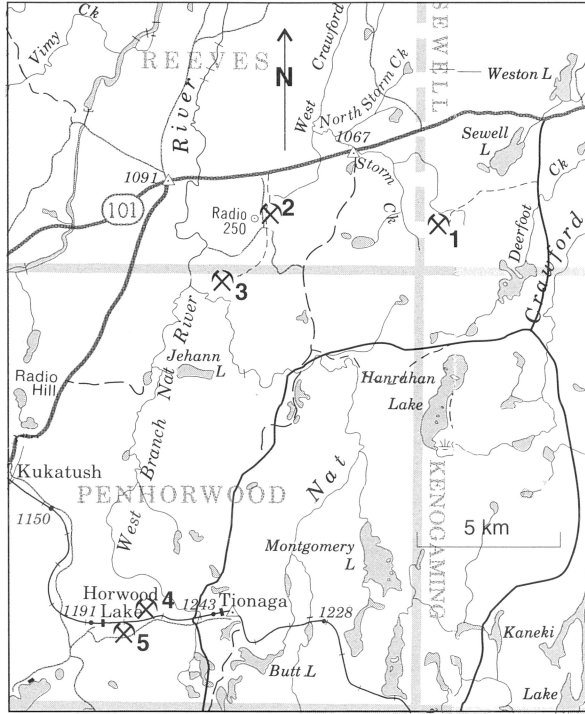 Vimy
Ck
REEVES
SEWELL
N
River
West Crawford
North Storm Ck
1067
Weston L
Sewell
L
1091
101
Radio
250
2
Storm
Ck
1
Ck
Deerfoot
Crawford
3
West Branch Nat River
Jehann
L
Radio
Hill
Hanrahan
Lake
Kukatush
PENHORWOOD
Nat
KENOGAMING
5 km
1150
Montgomery
L
Horwood
Lake
4
1191
1243
Tionaga
1228
5
Butt L
Kaneki
Lake